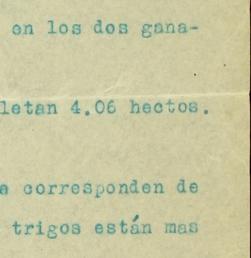 en los dos gana-
letan 4.06 hectos.
e corresponden de
trigos están mas